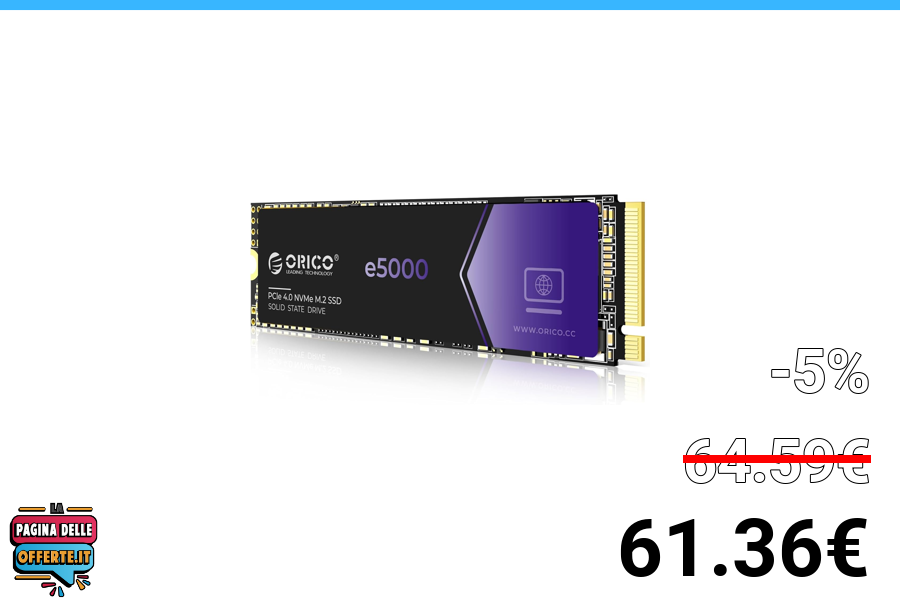 ORICO®
LEADING TECHNOLOGY
e5000
PCIe 4.0 NVMe M.2 SSD
SOLID STATE DRIVE
WWW.ORICO.CC
-5%
64.59€
61.36€
LA
PAGINA DELLE
OFFERTE.IT